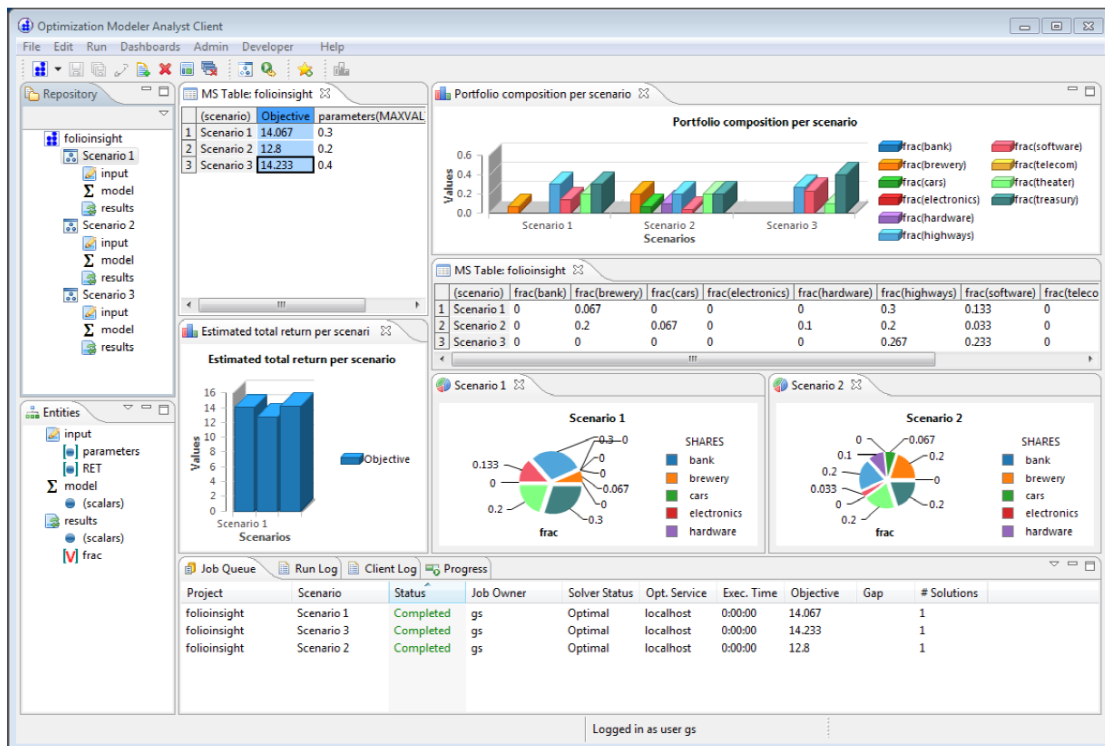 Optimization Modeler Analyst Client
File Edit Run Dashboards Admin Developer Help
Repository
folioinsight
Scenario 1
input
model
results
Scenario 2
input
model
results
Scenario 3
input
model
results
Entities
input
parameters
RET
model
(scalars)
results
(scalars)
frac
MS Table: folioinsight
(scenario) Objective parameters(MAXVAL
1 Scenario 1 14.067 0.3
2 Scenario 2 12.8 0.2
3 Scenario 3 14.233 0.4
Estimated total return per scenari
Estimated total return per scenario
16
14
12
10
8
6
4
2
0
Values
Objective
Scenario 1
Scenarios
Portfolio composition per scenario
Portfolio composition per scenario
0.6
0.4
0.2
0.0
Values
Scenario 1 Scenario 2 Scenario 3
Scenarios
frac(bank) frac(software)
frac(brewery) frac(telecom)
frac(cars) frac(theater)
frac(electronics) frac(treasury)
frac(hardware)
frac(highways)
MS Table: folioinsight
(scenario) frac(bank) frac(brewery) frac(cars) frac(electronics) frac(hardware) frac(highways) frac(software) frac(teleco
1 Scenario 1 0 0.067 0 0 0 0.3 0.133 0
2 Scenario 2 0 0.2 0.067 0 0.1 0.2 0.033 0
3 Scenario 3 0 0 0 0 0 0.267 0.233 0
Scenario 1
Scenario 1
0.3 0
0
0
0.067
0
0.3
0.2
0
0.133
frac
SHARES
bank
brewery
cars
electronics
hardware
Scenario 2
Scenario 2
0 0.067
0.1 0.2
0.2 0
0.033 0.2
0
0.2
frac
SHARES
bank
brewery
cars
electronics
hardware
Job Queue Run Log Client Log Progress
Project Scenario Status Job Owner Solver Status Opt. Service Exec. Time Objective Gap # Solutions
folioinsight Scenario 1 Completed gs Optimal localhost 0:00:00 14.067 1
folioinsight Scenario 3 Completed gs Optimal localhost 0:00:00 14.233 1
folioinsight Scenario 2 Completed gs Optimal localhost 0:00:00 12.8 1
Logged in as user gs